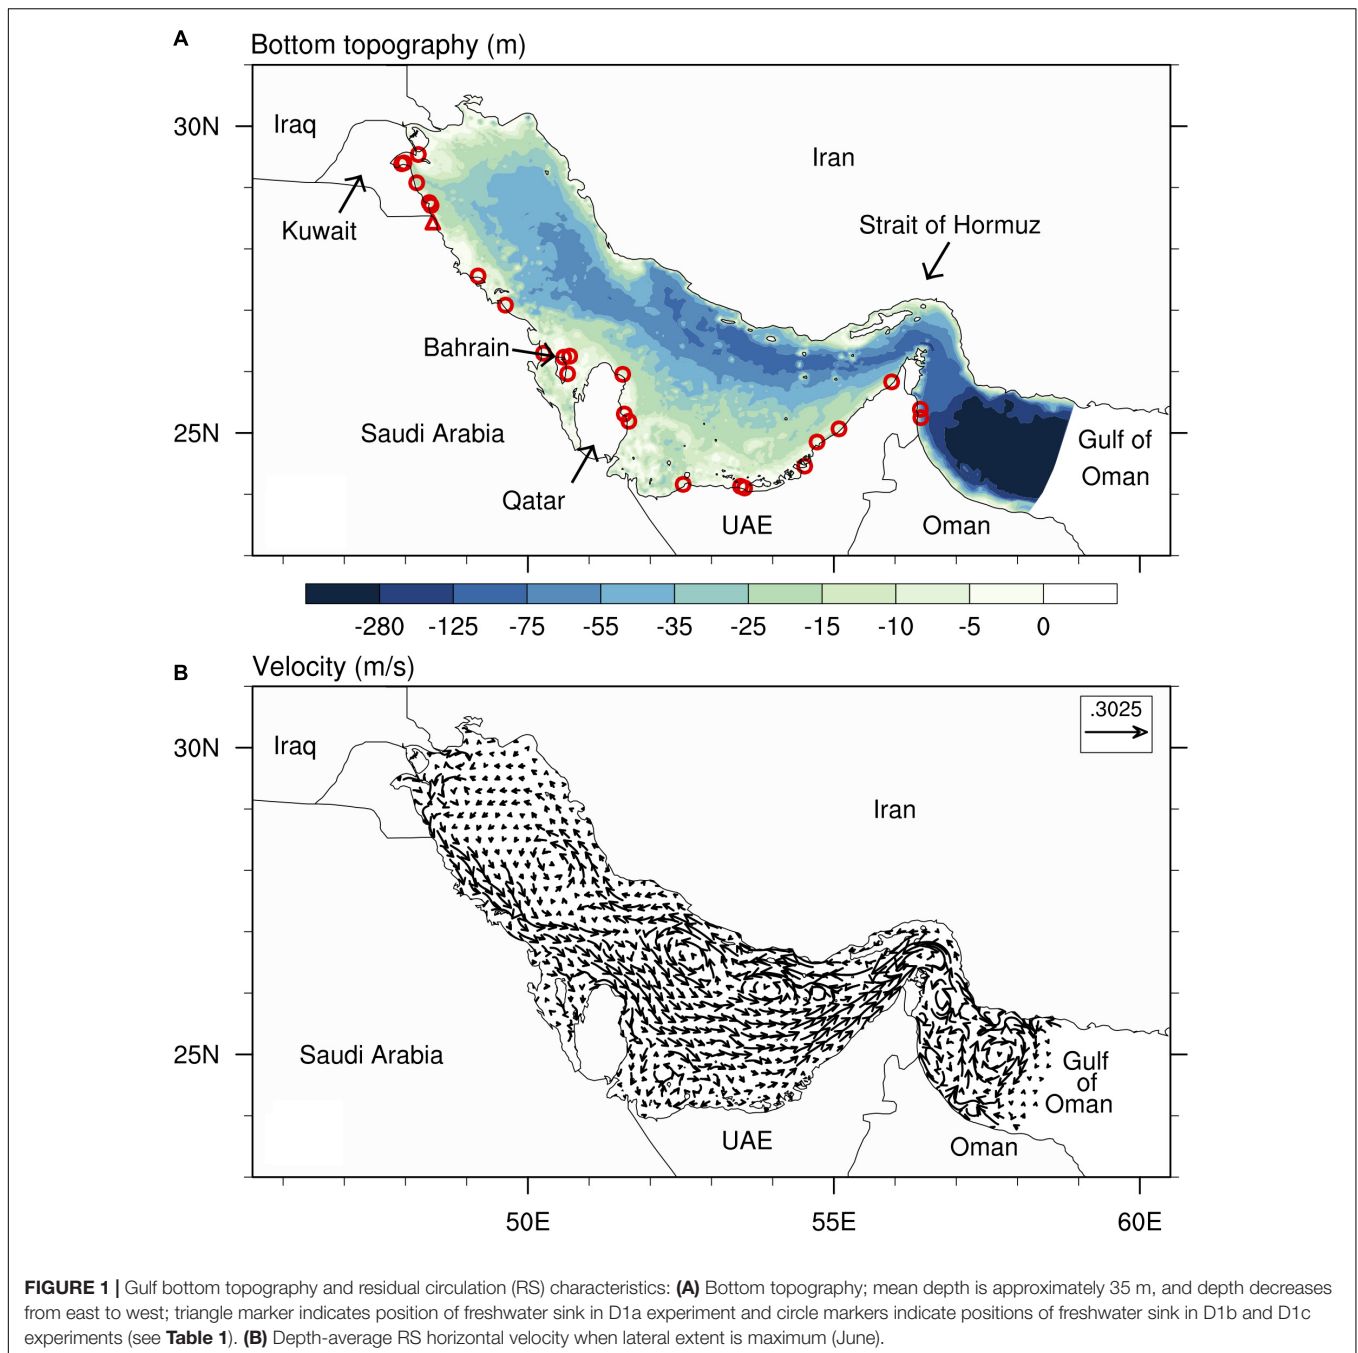 A
Bottom topography (m)
30N
Iraq
Iran
Kuwait
Strait of Hormuz
Bahrain
25N
Saudi Arabia
Gulf of
Oman
Qatar
UAE
Oman
-280 -125 -75 -55 -35 -25 -15 -10 -5 0
B
Velocity (m/s)
.3025
30N
Iraq
Iran
25N
Saudi Arabia
Gulf
of
Oman
UAE
Oman
50E 55E 60E
FIGURE 1 | Gulf bottom topography and residual circulation (RS) characteristics: (A) Bottom topography; mean depth is approximately 35 m, and depth decreases
from east to west; triangle marker indicates position of freshwater sink in D1a experiment and circle markers indicate positions of freshwater sink in D1b and D1c
experiments (see Table 1). (B) Depth-average RS horizontal velocity when lateral extent is maximum (June).